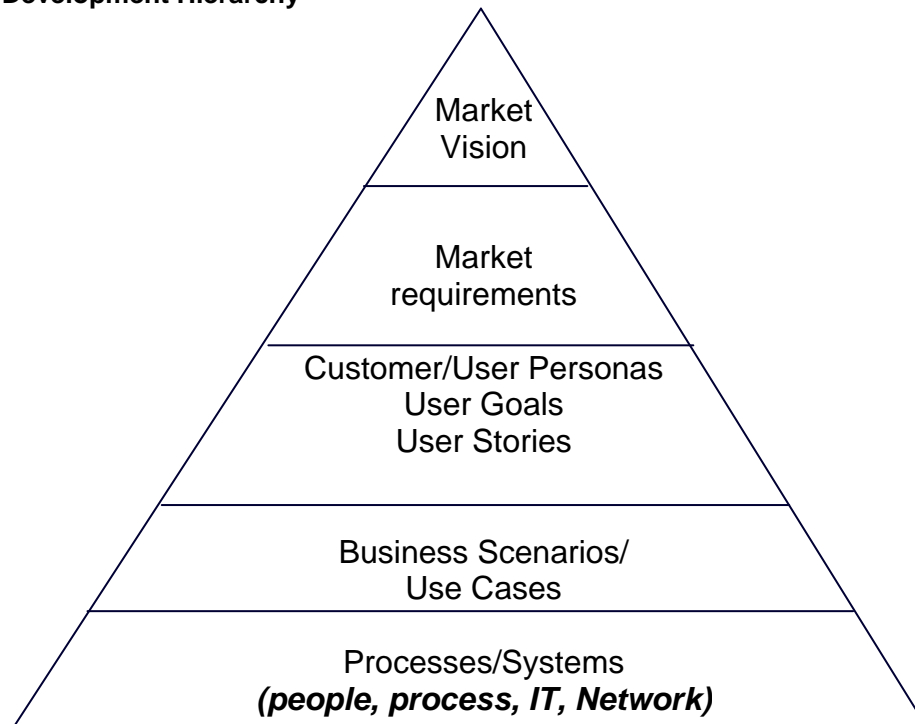 Development Hierarchy
Market
Vision
Market
requirements
Customer/User Personas
User Goals
User Stories
Business Scenarios/
Use Cases
Processes/Systems
(people, process, IT, Network)